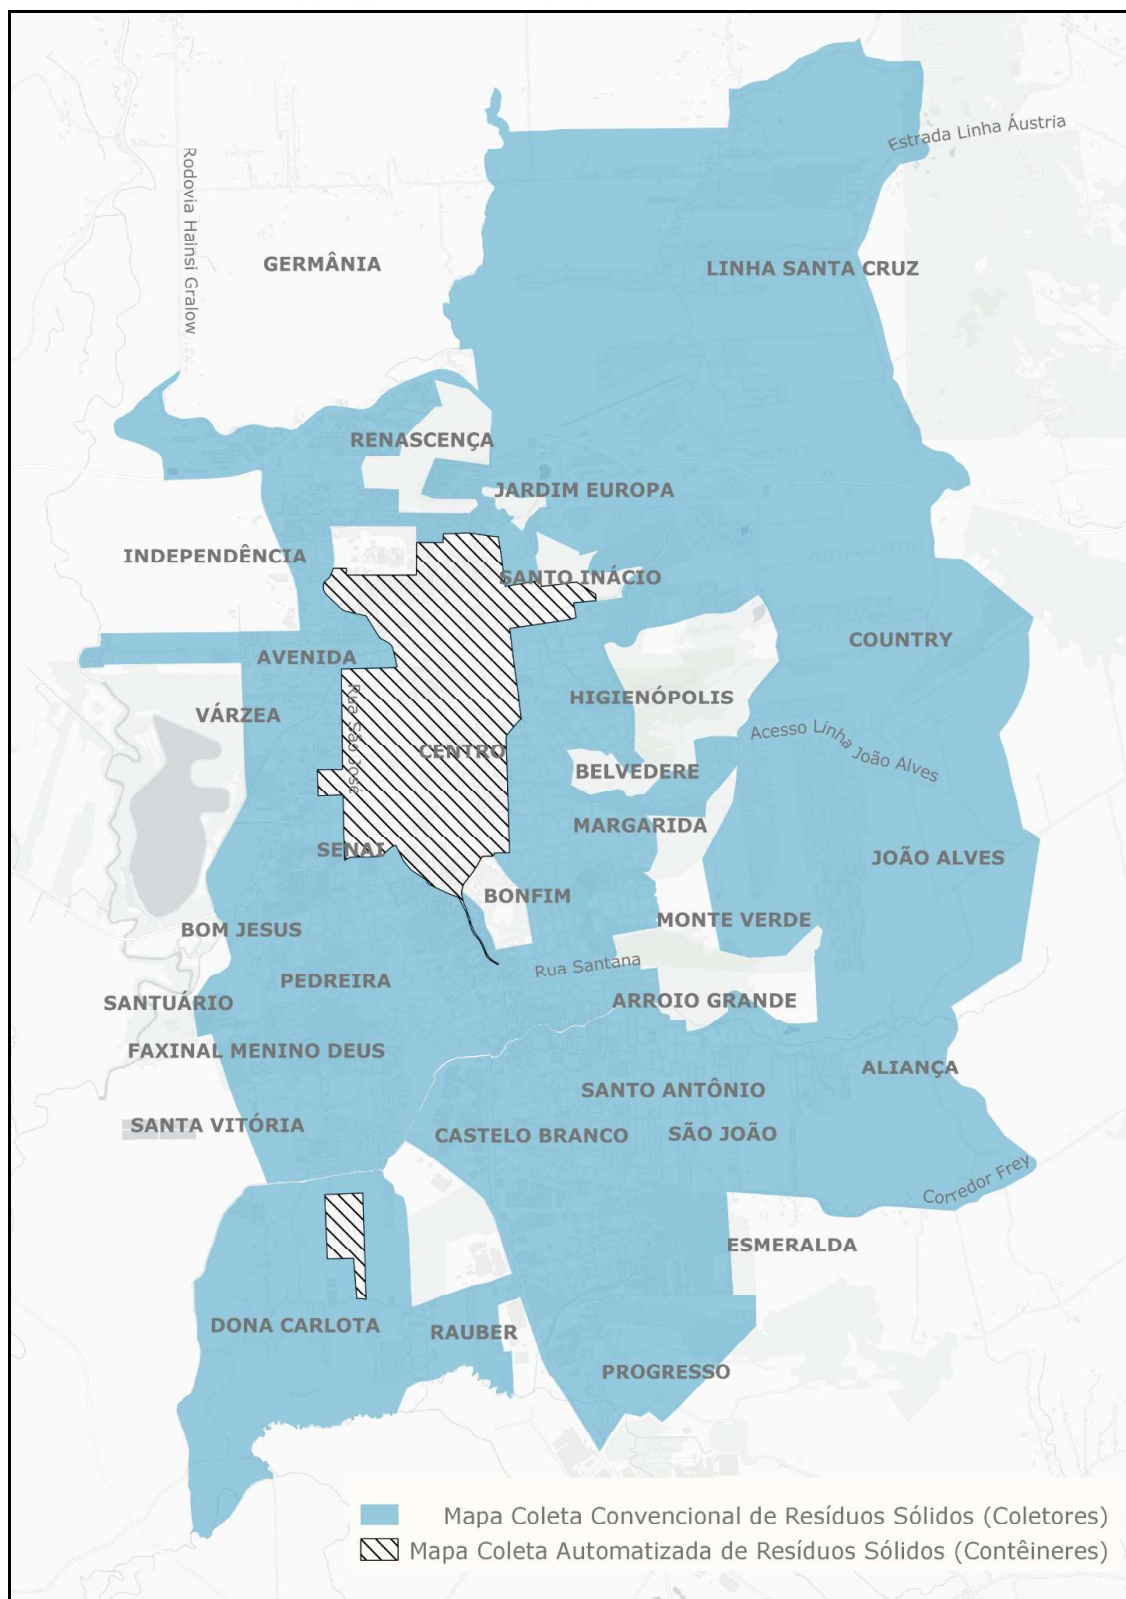 Estrada Linha Áustria
Rodovia Hainsi Gralow
GERMÂNIA
LINHA SANTA CRUZ
RENASCENÇA
JARDIM EUROPA
INDEPENDÊNCIA
SANTO INÁCIO
COUNTRY
AVENIDA
HIGIENÓPOLIS
VÁRZEA
Rua São José
Acesso Linha João Alves
CENTRO
BELVEDERE
MARGARIDA
SENAI
JOÃO ALVES
BONFIM
MONTE VERDE
BOM JESUS
Rua Santana
PEDREIRA
SANTUÁRIO
ARROIO GRANDE
FAXINAL MENINO DEUS
ALIANÇA
SANTO ANTÔNIO
SANTA VITÓRIA
CASTELO BRANCO
SÃO JOÃO
Corredor Frey
ESMERALDA
DONA CARLOTA
RAUBER
PROGRESSO
Mapa Coleta Convencional de Resíduos Sólidos (Coletores)
Mapa Coleta Automatizada de Resíduos Sólidos (Contêineres)